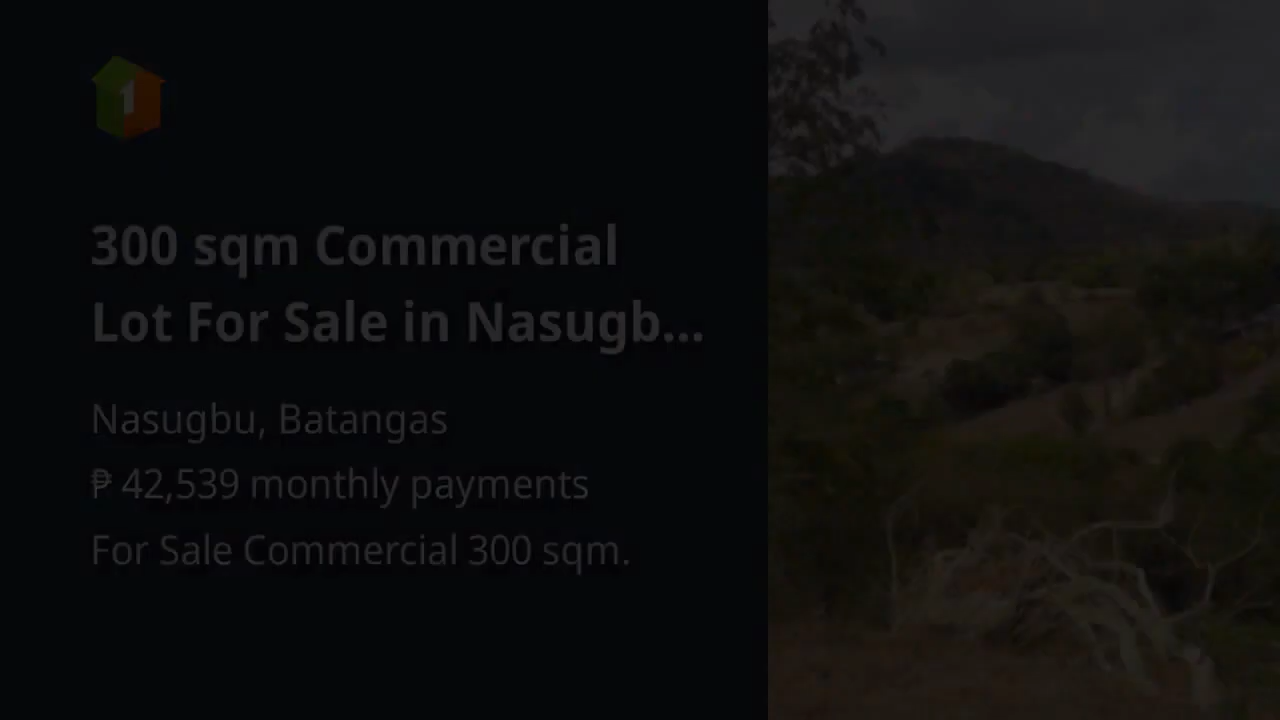 1
300 sqm Commercial
Lot For Sale in Nasugb...
Nasugbu, Batangas
₱ 42,539 monthly payments
For Sale Commercial 300 sqm.